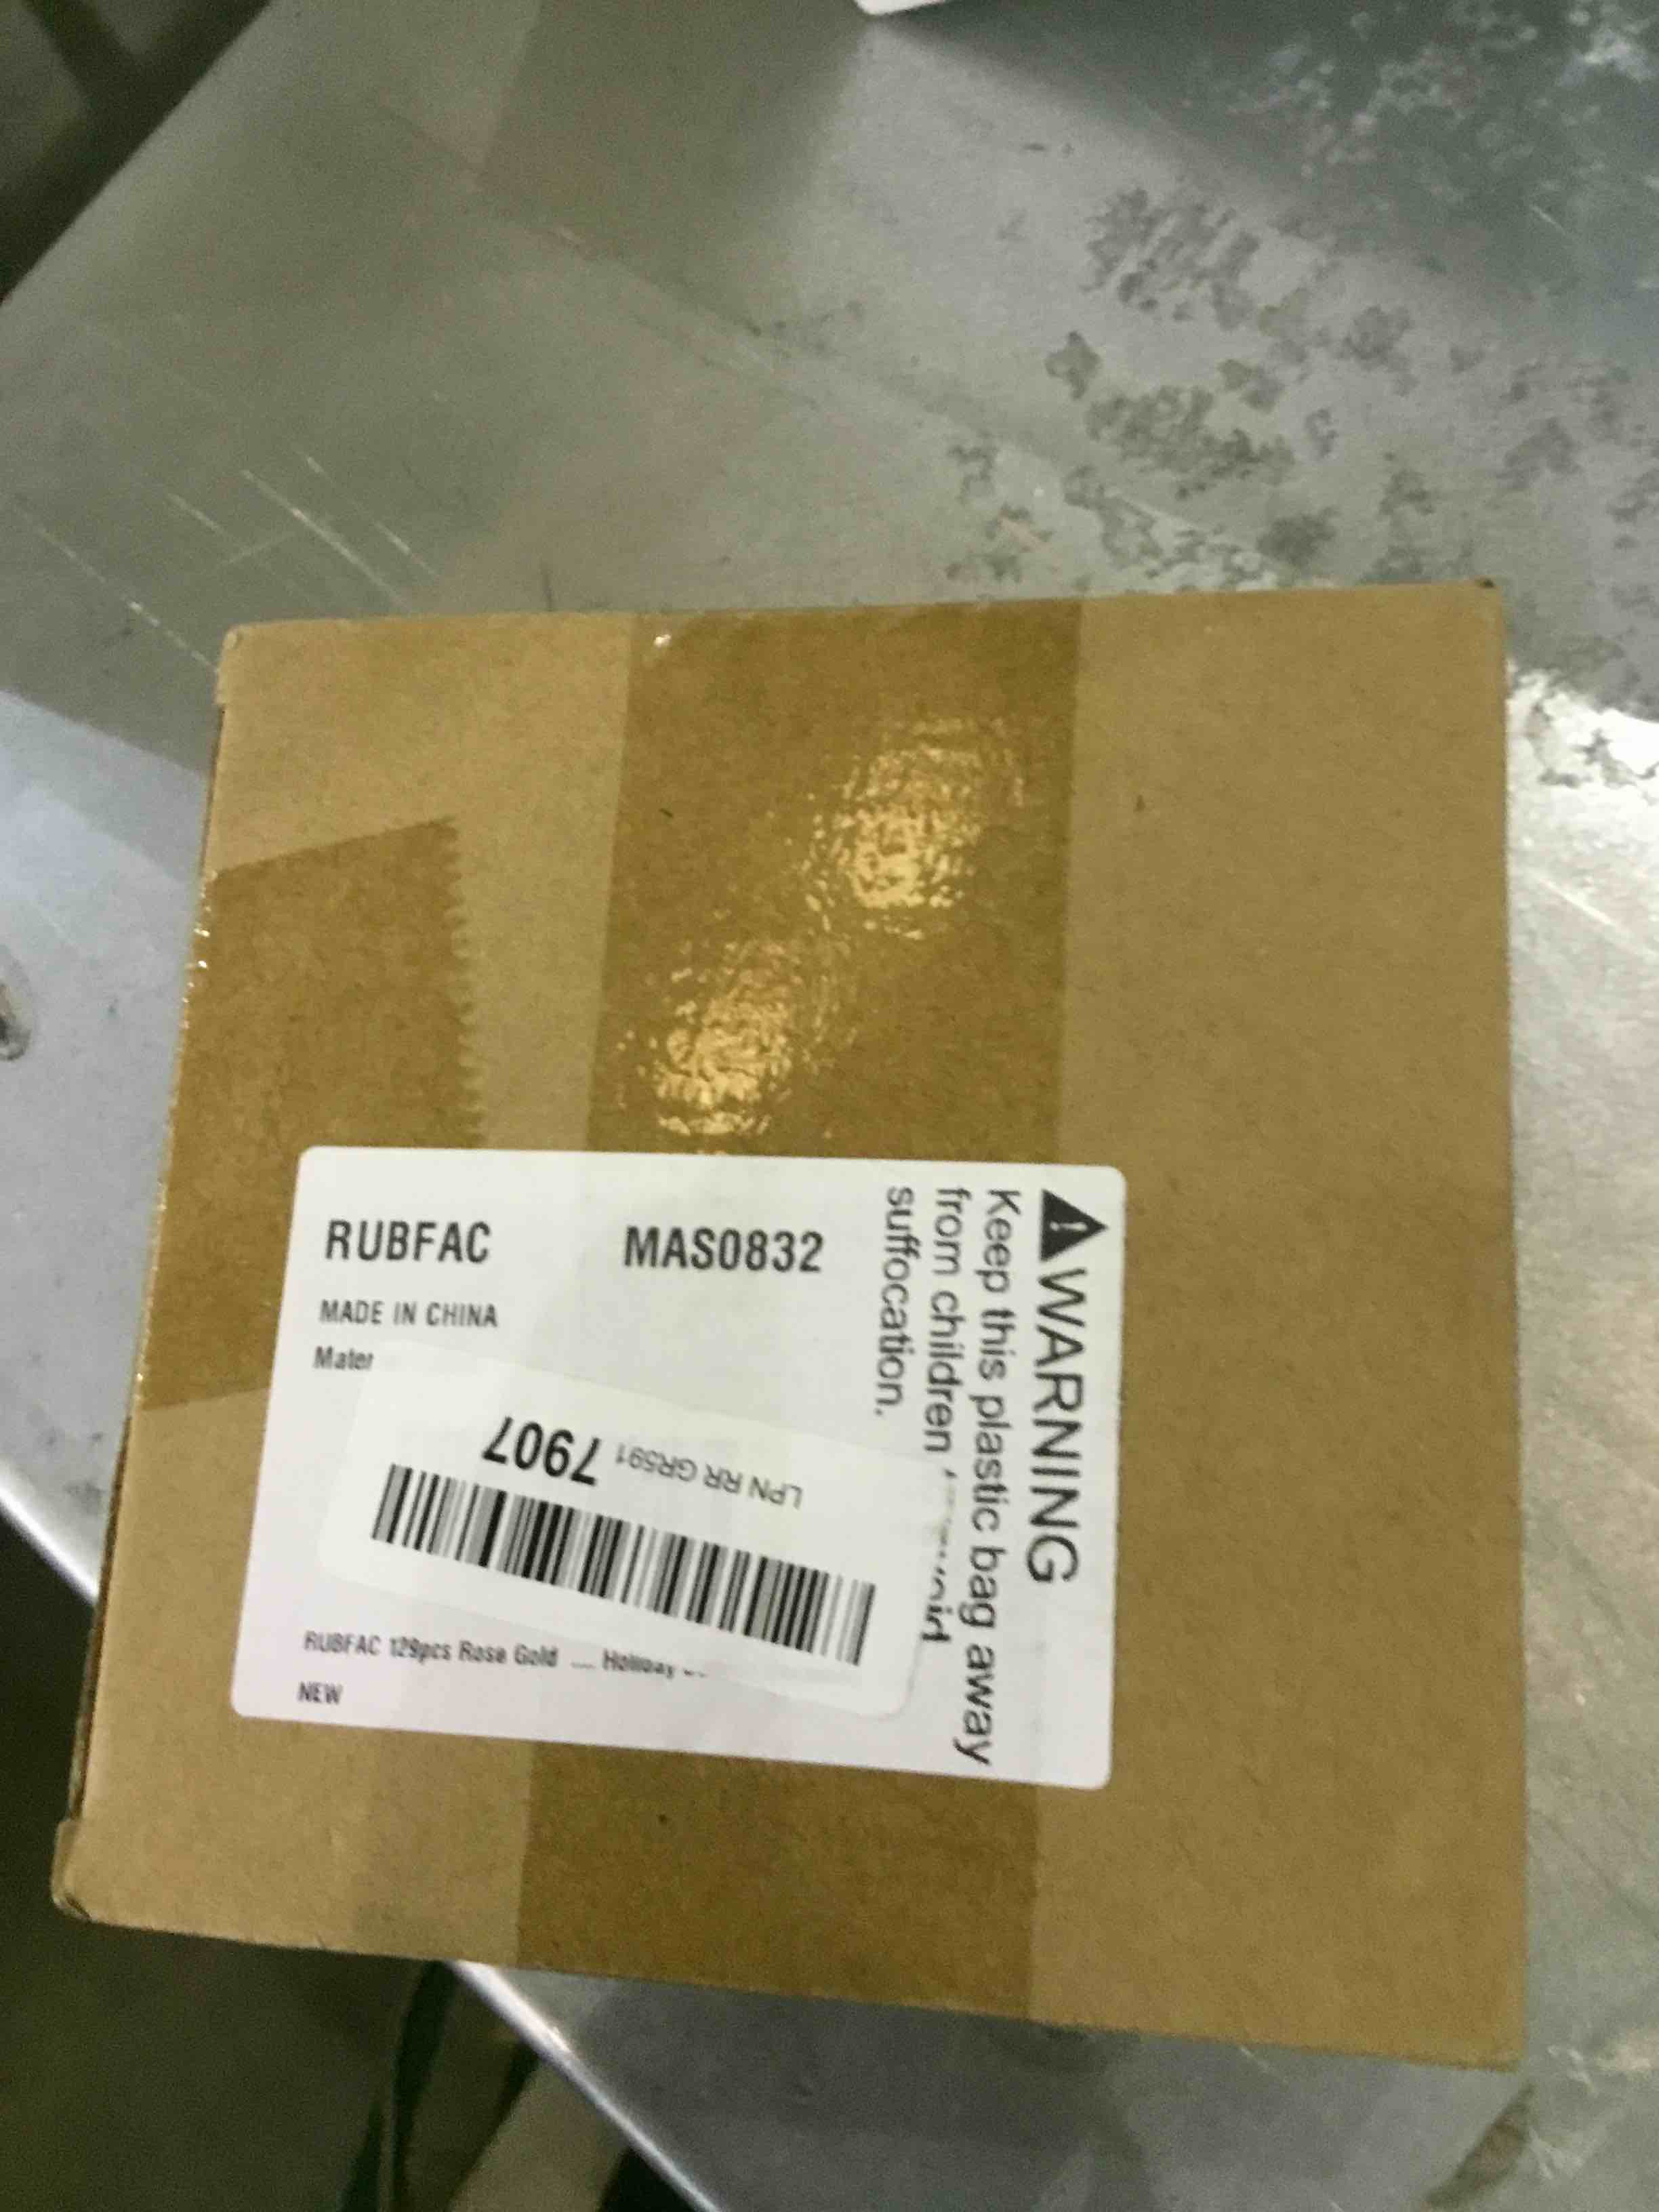 RUBFAC MAS0832
MADE IN CHINA
LPN RR GR591 7907
RUBFAC 129pcs Rose Gold ... Holiday
NEW
WARNING
Keep this plastic bag away
from children
suffocation.